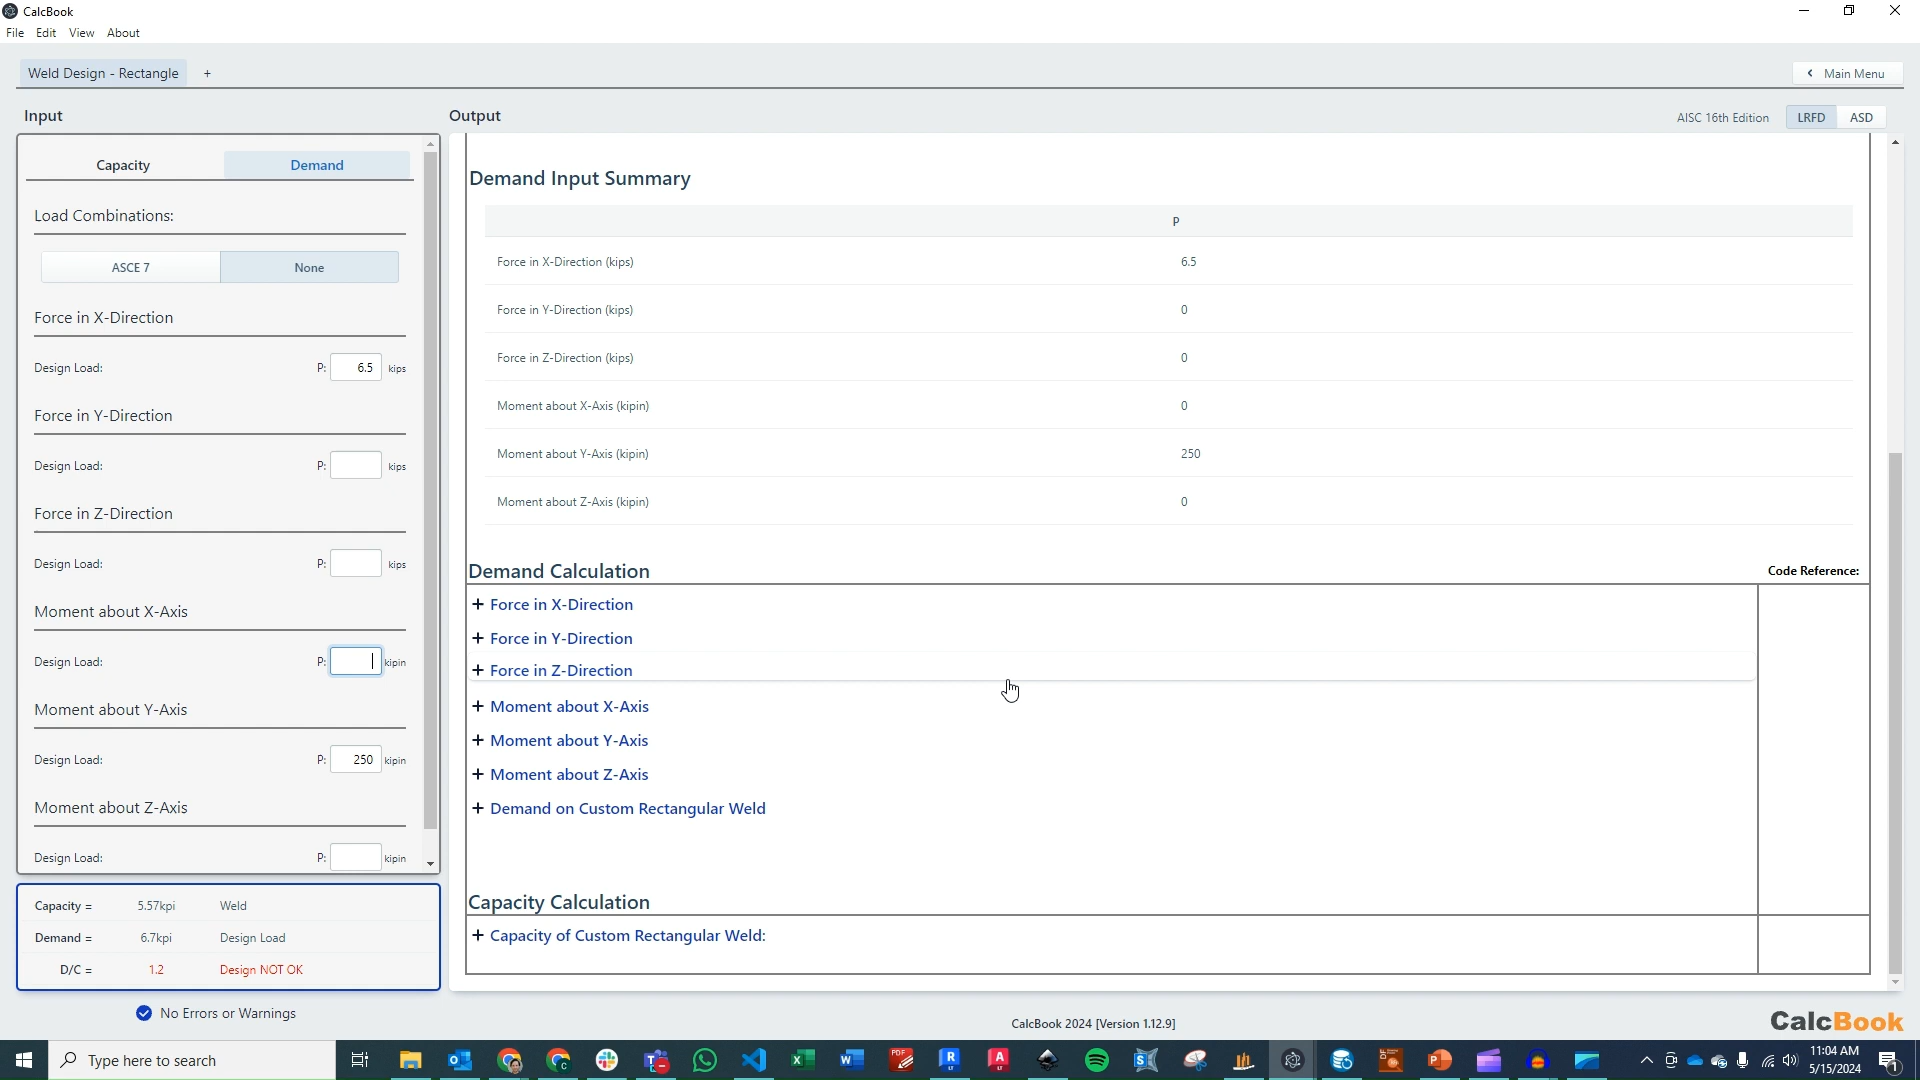 CalcBook
File Edit View About
Weld Design - Rectangle +
Main Menu
Input
Output
AISC 16th Edition LRFD ASD
Capacity Demand
Load Combinations:
ASCE 7 None
Force in X-Direction
Design Load: P: 6.5 kips
Force in Y-Direction
Design Load: P: kips
Force in Z-Direction
Design Load: P: kips
Moment about X-Axis
Design Load: P: kipin
Moment about Y-Axis
Design Load: P: 250 kipin
Moment about Z-Axis
Design Load: P: kipin
Capacity = 5.57kpi Weld
Demand = 6.7kpi Design Load
D/C = 1.2 Design NOT OK
No Errors or Warnings
Demand Input Summary
P
Force in X-Direction (kips) 6.5
Force in Y-Direction (kips) 0
Force in Z-Direction (kips) 0
Moment about X-Axis (kipin) 0
Moment about Y-Axis (kipin) 250
Moment about Z-Axis (kipin) 0
Demand Calculation Code Reference:
+ Force in X-Direction
+ Force in Y-Direction
+ Force in Z-Direction
+ Moment about X-Axis
+ Moment about Y-Axis
+ Moment about Z-Axis
+ Demand on Custom Rectangular Weld
Capacity Calculation
+ Capacity of Custom Rectangular Weld:
CalcBook 2024 [Version 1.12.9]
CalcBook
Type here to search
11:04 AM
5/15/2024